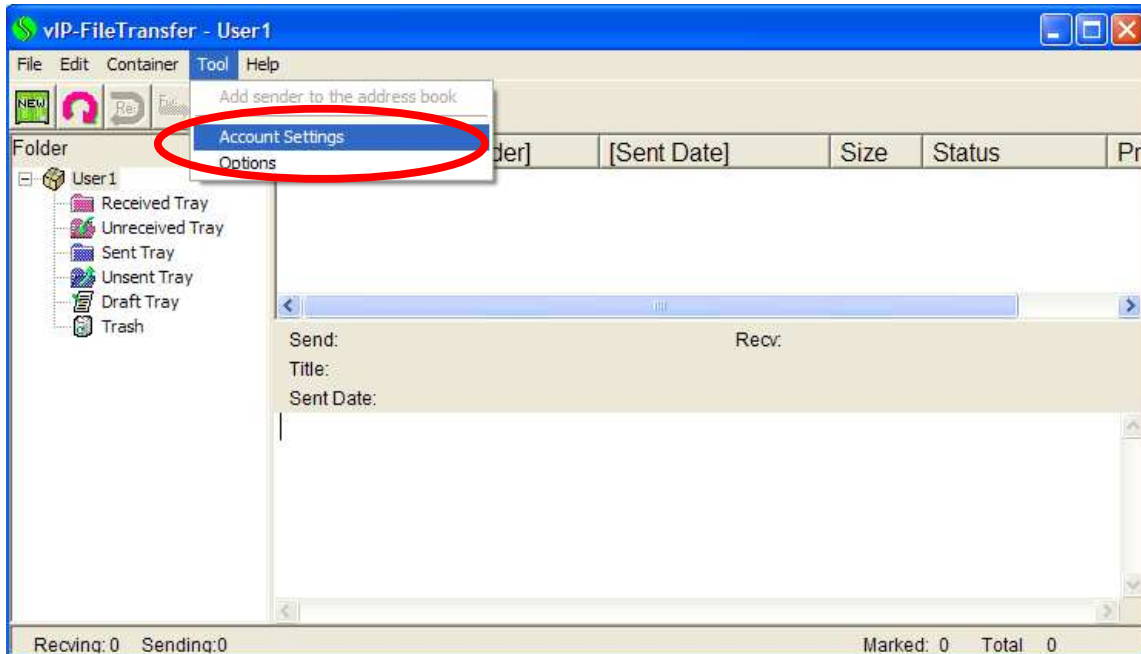 vIP-FileTransfer - User1
File Edit Container Tool Help
NEW Re:
Add sender to the address book
Account Settings
Options
Folder
der] [Sent Date] Size Status Pr
User1
Received Tray
Unreceived Tray
Sent Tray
Unsent Tray
Draft Tray
Trash
Send: Recv:
Title:
Sent Date:
Recving: 0 Sending:0 Marked: 0 Total 0